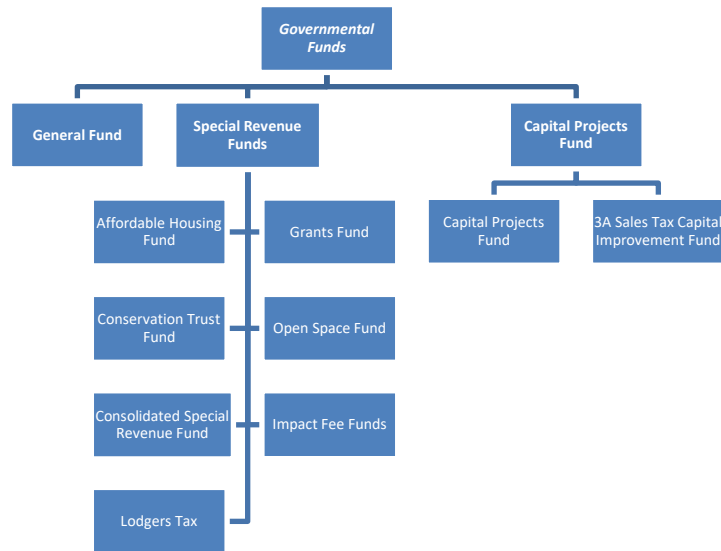 Governmental
Funds
General Fund
Special Revenue
Funds
Capital Projects
Fund
Affordable Housing
Fund
Grants Fund
Capital Projects
Fund
3A Sales Tax Capital
Improvement Fund
Conservation Trust
Fund
Open Space Fund
Consolidated Special
Revenue Fund
Impact Fee Funds
Lodgers Tax